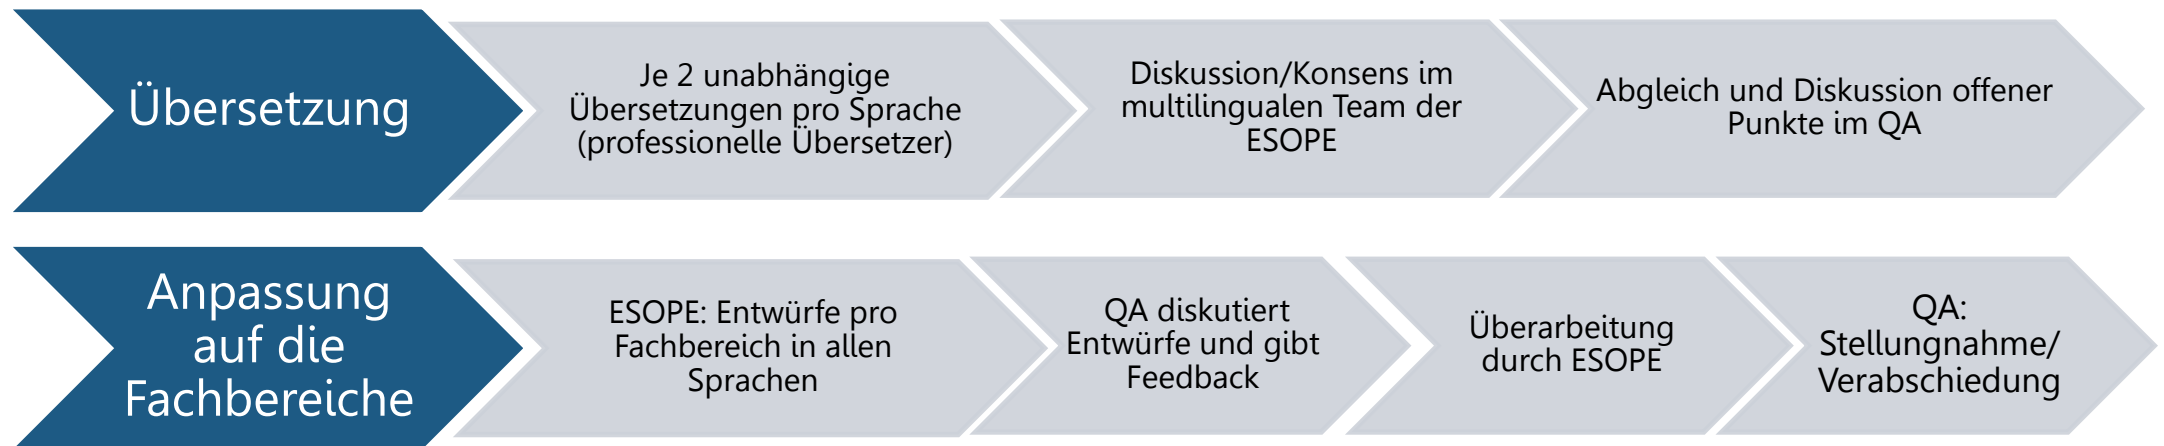 Übersetzung
Je 2 unabhängige
Übersetzungen pro Sprache
(professionelle Übersetzer)
Diskussion/Konsens im
multilingualen Team der
ESOPE
Abgleich und Diskussion offener
Punkte im QA
Anpassung
auf die
Fachbereiche
ESOPE: Entwürfe pro
Fachbereich in allen
Sprachen
QA diskutiert
Entwürfe und gibt
Feedback
Überarbeitung
durch ESOPE
QA:
Stellungnahme/
Verabschiedung